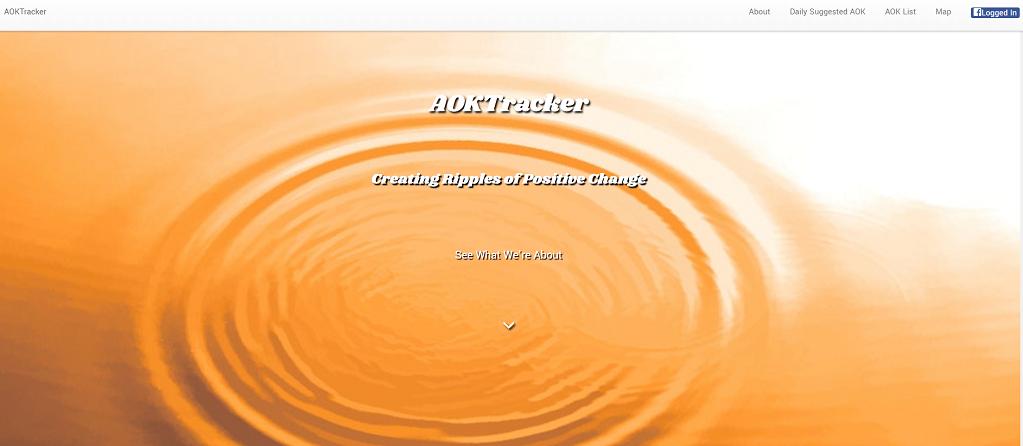 AOKTracker
About Daily Suggested AOK AOK List Map Logged In
AOKTracker
Creating Ripples of Positive Change
See What We're About